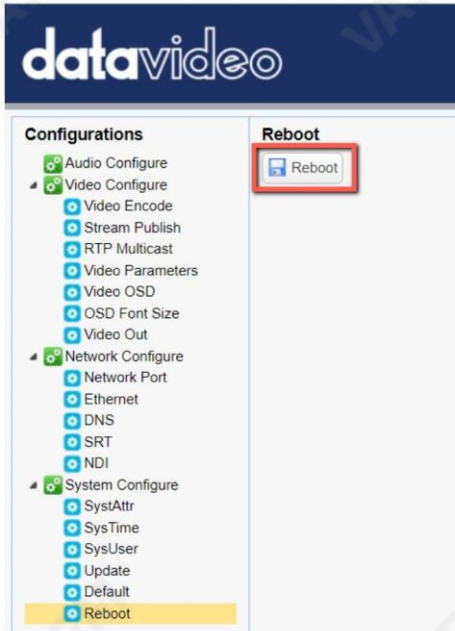 datavideo
Configurations
Audio Configure
Video Configure
Video Encode
Stream Publish
RTP Multicast
Video Parameters
Video OSD
OSD Font Size
Video Out
Network Configure
Network Port
Ethernet
DNS
SRT
NDI
System Configure
SystAttr
SysTime
SysUser
Update
Default
Reboot
Reboot
Reboot